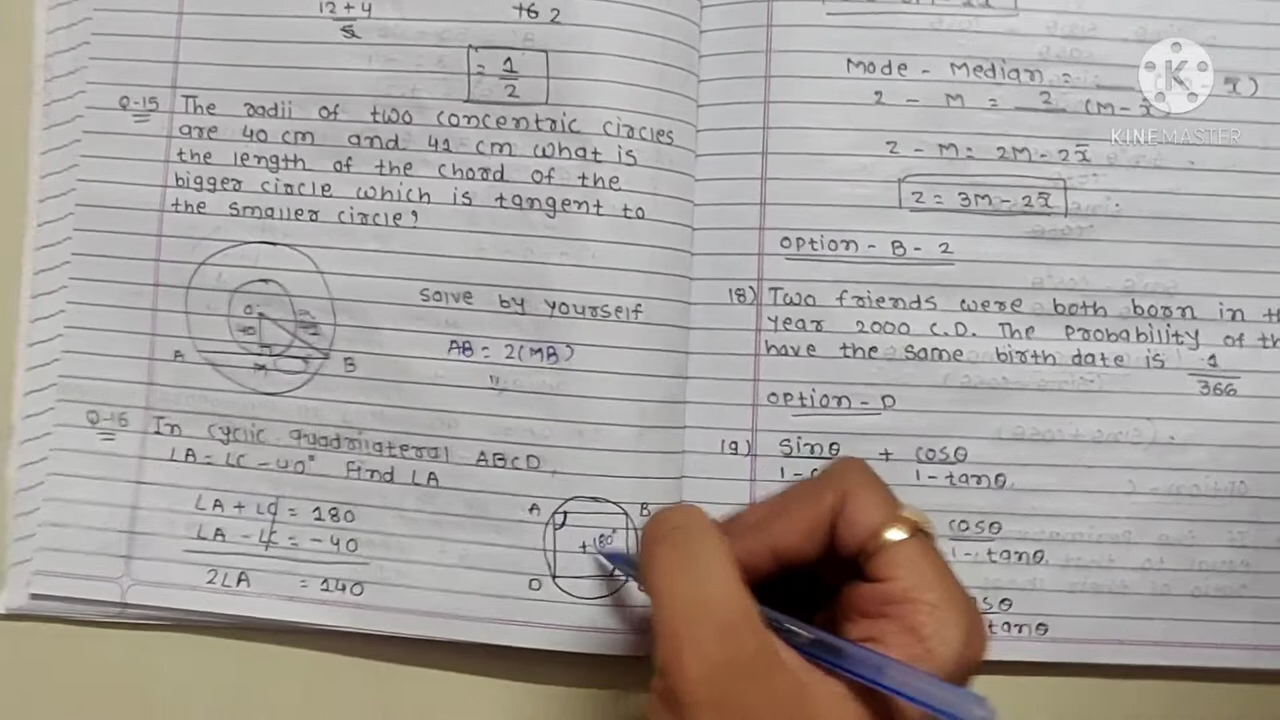 12 + 4
5
+6 2
= 1
2
Q-15 The radii of two concentric circles
are 40 cm and 41 cm what is
the length of the chord of the
bigger circle which is tangent to
the smaller circle?
O
A
B
Solve by yourself
AB = 2(MB)
Q-16 In cyclic quadrilateral ABCD,
∠A = ∠C - 40° find ∠A
∠A + ∠C = 180
∠A - ∠C = -40
2∠A = 140
A
B
+180°
D
Mode - Median =
Z - M = 2 (M - x̄)
Z - M = 2M - 2x̄
Z = 3M - 2x̄
option - B - 2
18) Two friends were both born in
year 2000 C.D. The probability of
have the same birth date is 1
366
option - D
19) sinθ + cosθ
1 - tanθ
cosθ
1 - tanθ
tanθ
K
KINEMASTER